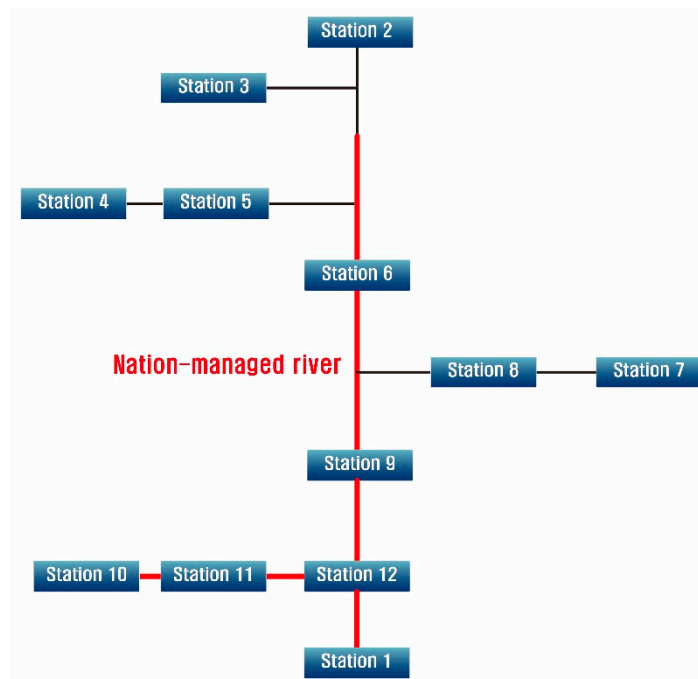 Station 2
Station 3
Station 4
Station 5
Station 6
Nation-managed river
Station 8
Station 7
Station 9
Station 10
Station 11
Station 12
Station 1